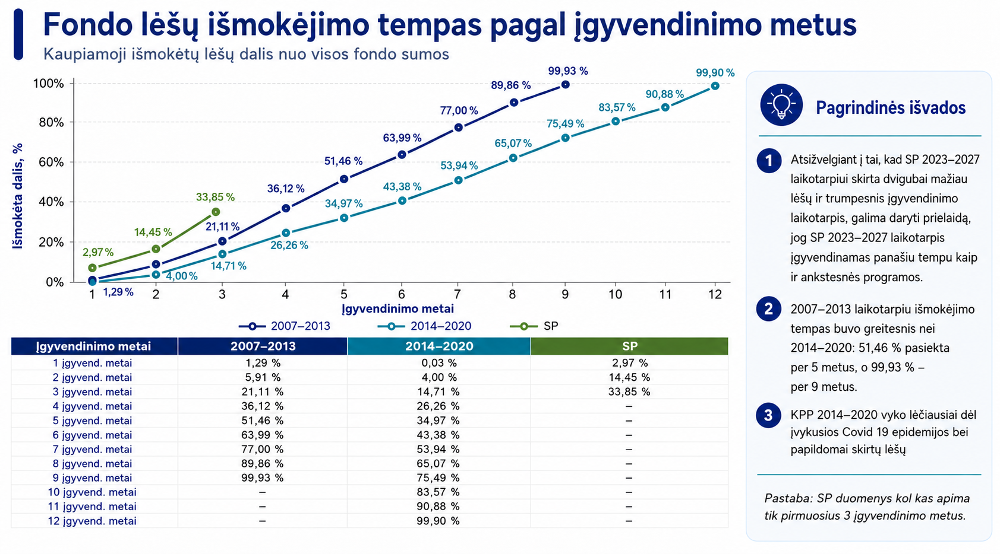 Fondo lėšų išmokėjimo tempas pagal įgyvendinimo metus
Kaupiamoji išmokėtų lėšų dalis nuo visos fondo sumos
Išmokėta dalis, %
100%
80%
60%
40%
20%
0%
99,93 %
89,86 %
77,00 %
63,99 %
51,46 %
36,12 %
21,11 %
1,29 %
99,90 %
90,88 %
83,57 %
75,49 %
65,07 %
53,94 %
43,38 %
34,97 %
26,26 %
14,71 %
4,00 %
33,85 %
14,45 %
2,97 %
1 2 3 4 5 6 7 8 9 10 11 12
Įgyvendinimo metai
2007–2013 2014–2020 SP
Įgyvendinimo metai 2007–2013 2014–2020 SP
1 įgyvend. metai 1,29 % 0,03 % 2,97 %
2 įgyvend. metai 5,91 % 4,00 % 14,45 %
3 įgyvend. metai 21,11 % 14,71 % 33,85 %
4 įgyvend. metai 36,12 % 26,26 % –
5 įgyvend. metai 51,46 % 34,97 % –
6 įgyvend. metai 63,99 % 43,38 % –
7 įgyvend. metai 77,00 % 53,94 % –
8 įgyvend. metai 89,86 % 65,07 % –
9 įgyvend. metai 99,93 % 75,49 % –
10 įgyvend. metai – 83,57 % –
11 įgyvend. metai – 90,88 % –
12 įgyvend. metai – 99,90 % –
Pagrindinės išvados
1 Atsižvelgiant į tai, kad SP 2023–2027
laikotarpiui skirta dvigubai mažiau
lėšų ir trumpesnis įgyvendinimo
laikotarpis, galima daryti prielaidą,
jog SP 2023–2027 laikotarpis
įgyvendinamas panašiu tempu kaip
ir ankstesnės programos.
2 2007–2013 laikotarpiu išmokėjimo
tempas buvo greitesnis nei
2014–2020: 51,46 % pasiekta
per 5 metus, o 99,93 % –
per 9 metus.
3 KPP 2014–2020 vyko lėčiausiai dėl
įvykusios Covid 19 epidemijos bei
papildomai skirtų lėšų
Pastaba: SP duomenys kol kas apima
tik pirmuosius 3 įgyvendinimo metus.